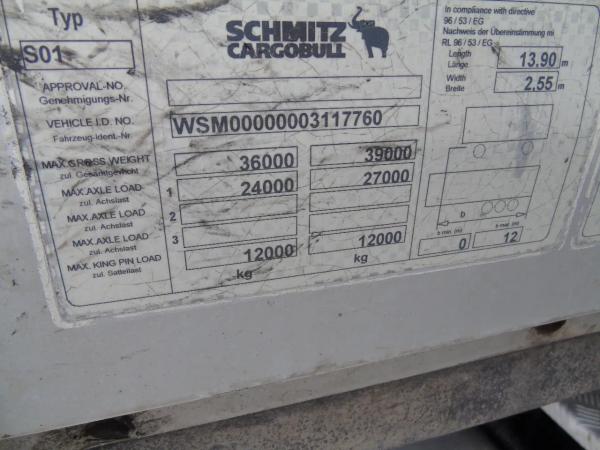 Typ
S01
SCHMITZ
CARGOBULL
In compliance with directive
96 / 53 / EG
Nachweis der Übereinstimmung mi
RL 96 / 53 / EG
Length
Länge 13,90 m
Width
Breite 2,55 m
APPROVAL-NO.
Genehmigungs-Nr.
VEHICLE I.D. NO. WSM00000003117760
Fahrzeug-Ident.-Nr.
MAX.GROSS WEIGHT 36000 39000
zul. Gesamtgewicht
MAX.AXLE LOAD 1 24000 27000
zul. Achslast
MAX.AXLE LOAD 2
zul. Achslast
MAX.AXLE LOAD 3
zul. Achslast
MAX. KING PIN LOAD 12000 12000
zul. Sattellast kg kg
b
0 12